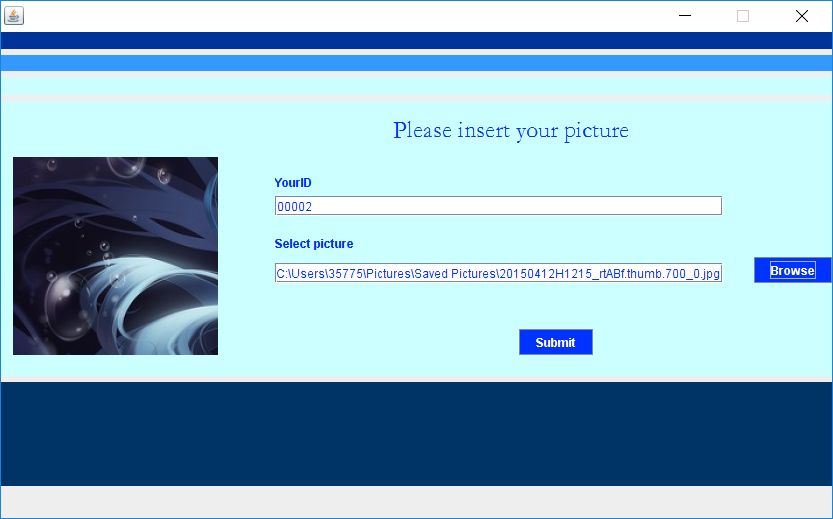 Please insert your picture
YourID
00002
Select picture
C:\Users\35775\Pictures\Saved Pictures\20150412H1215_rtABf.thumb.700_0.jpg
Browse
Submit